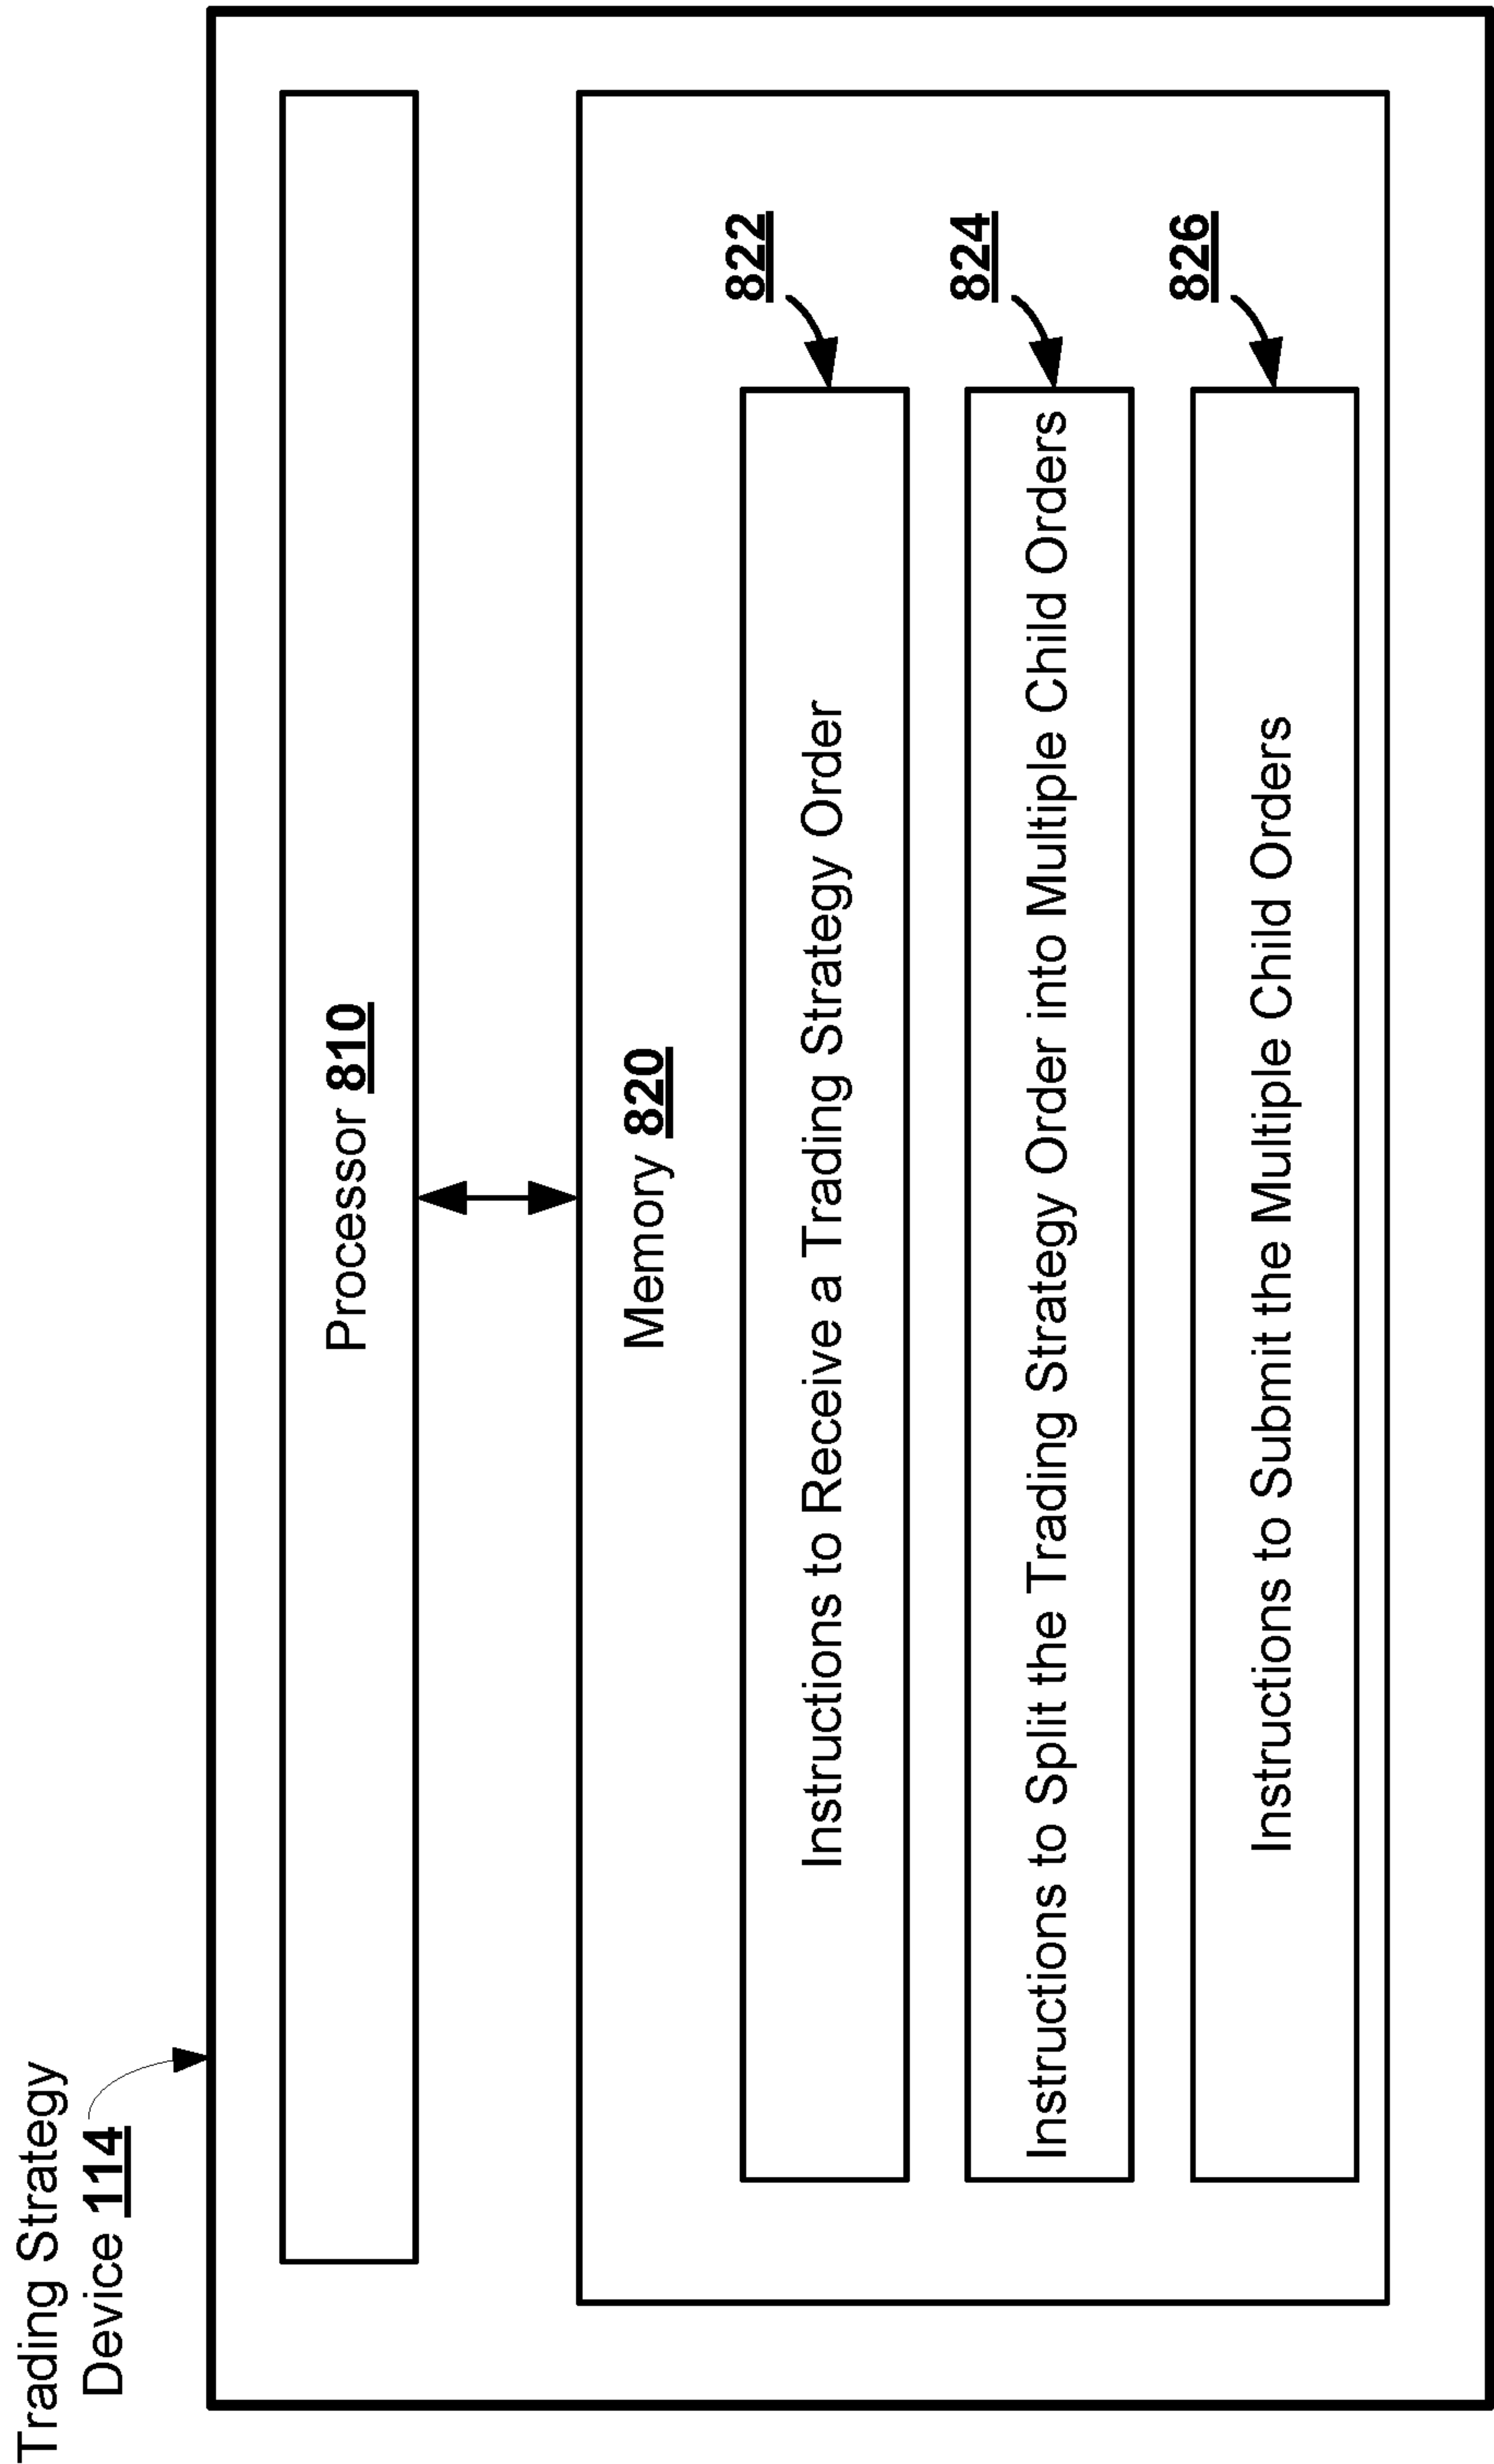 Trading Strategy
Device 114
Processor 810
Memory 820
822
Instructions to Receive a Trading Strategy Order
824
Instructions to Split the Trading Strategy Order into Multiple Child Orders
826
Instructions to Submit the Multiple Child Orders